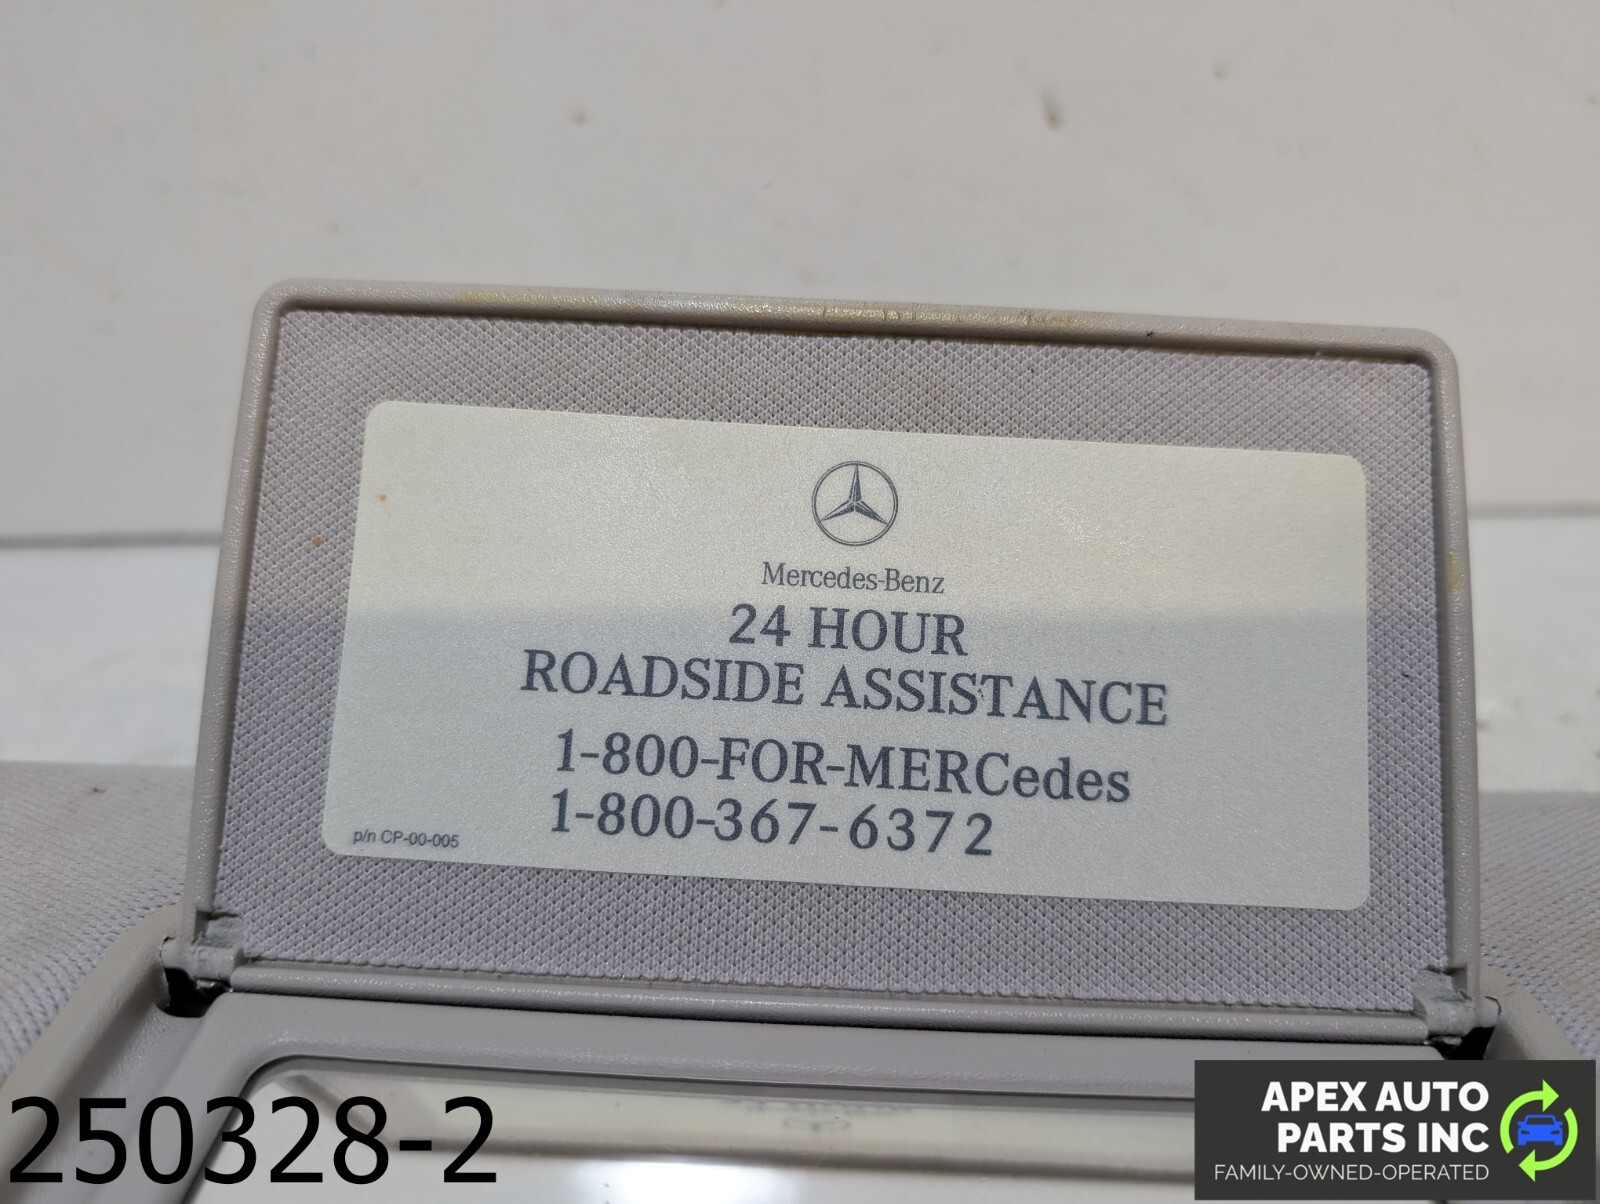 Mercedes-Benz
24 HOUR
ROADSIDE ASSISTANCE
1-800-FOR-MERCedes
1-800-367-6372
p/n CP-00-005
250328-2
APEX AUTO
PARTS INC
FAMILY-OWNED-OPERATED